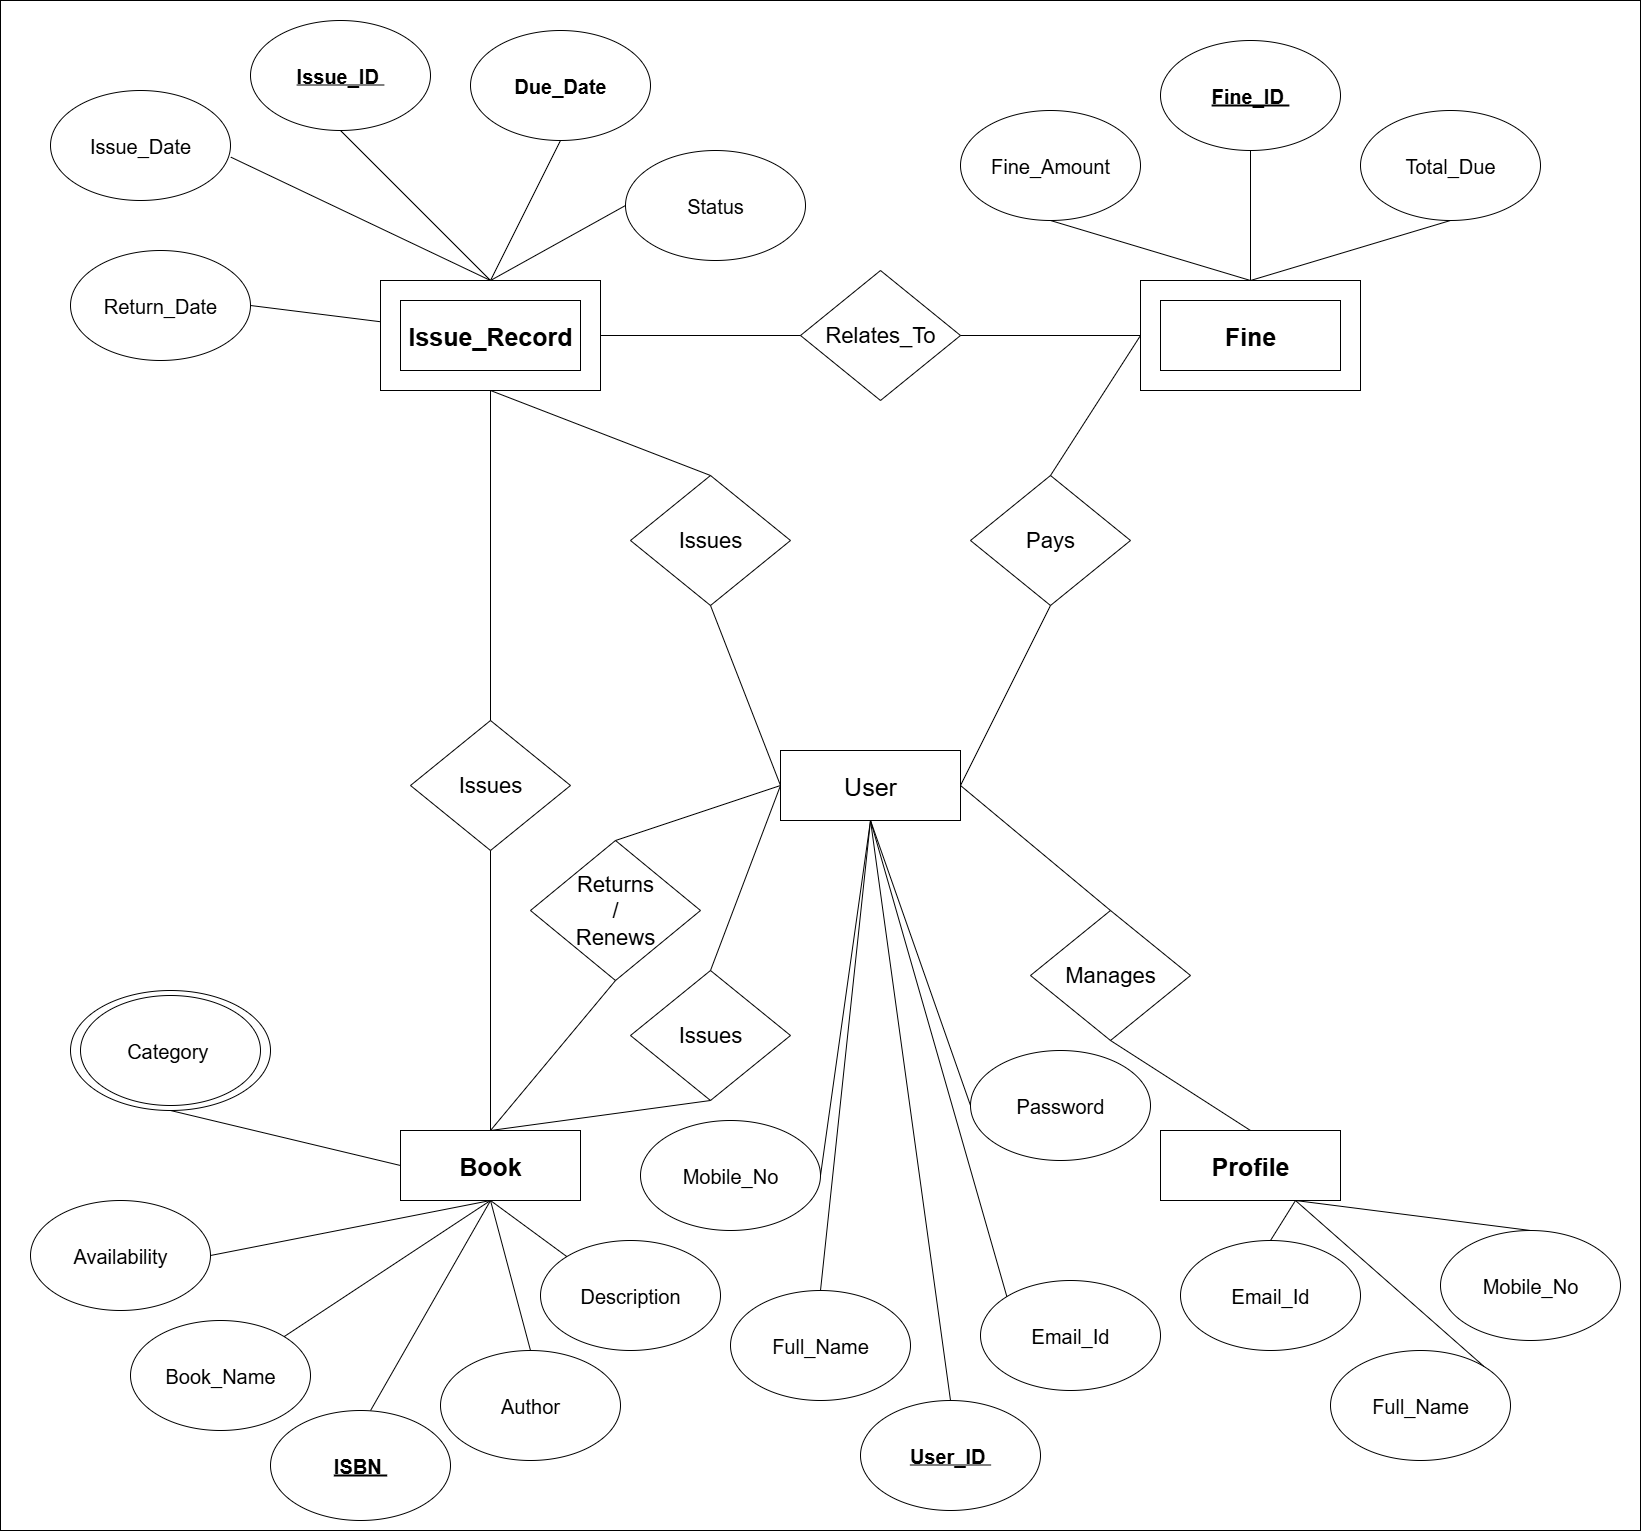 Issue_ID
Due_Date
Fine_ID
Issue_Date
Fine_Amount
Total_Due
Status
Return_Date
Issue_Record
Relates_To
Fine
Issues
Pays
Issues
User
Returns
/
Renews
Manages
Issues
Category
Password
Book
Mobile_No
Profile
Availability
Description
Email_Id
Mobile_No
Book_Name
Full_Name
Email_Id
Author
Full_Name
ISBN
User_ID